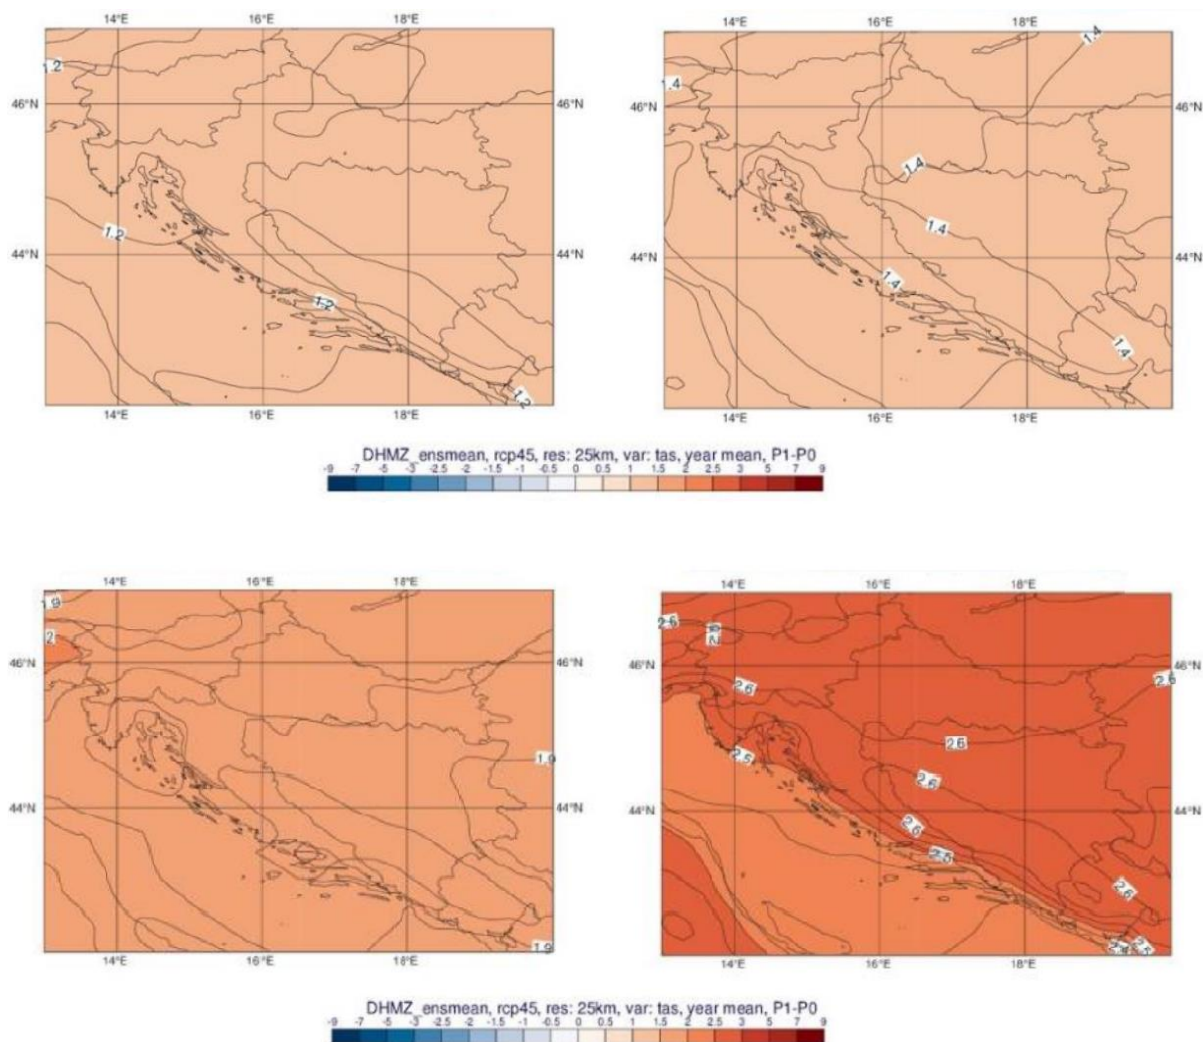 14°E 16°E 18°E 14°E 16°E 18°E
1.2 1.4
1.4
46°N 46°N 46°N 46°N
1.4
1.2 1.4
44°N 44°N 44°N 44°N
1.2 1.4
1.4
1.2
14°E 16°E 18°E 14°E 16°E 18°E
DHMZ_ensmean, rcp45, res: 25km, var: tas, year mean, P1-P0
-9 -7 -5 -3 -2.5 -2 -1.5 -1 -0.5 0 0.5 1 1.5 2 2.5 3 5 7 9
14°E 16°E 18°E 14°E 16°E 18°E
1.9 2.6
2
46°N 46°N 46°N 46°N
2.6 2.6
1.9 2.5 2.6
2.6
44°N 44°N 44°N 44°N
2.5
2.5
2.6
1.9 2.4 2.5
14°E 16°E 18°E 14°E 16°E 18°E
DHMZ_ensmean, rcp45, res: 25km, var: tas, year mean, P1-P0
-9 -7 -5 -3 -2.5 -2 -1.5 -1 -0.5 0 0.5 1 1.5 2 2.5 3 5 7 9